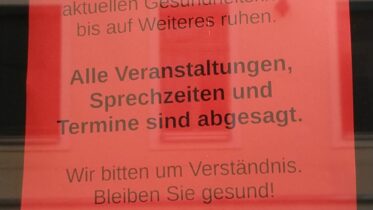 aktuellen
bis auf Weiteres ruhen.
Alle Veranstaltungen,
Sprechzeiten und
Termine sind abgesagt.
Wir bitten um Verständnis.
Bleiben Sie gesund!